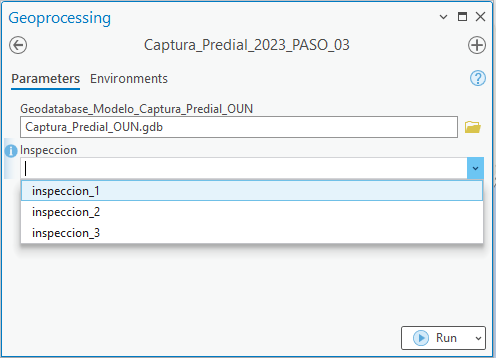 Geoprocessing
Captura_Predial_2023_PASO_03
Parameters Environments
Geodatabase_Modelo_Captura_Predial_OUN
Captura_Predial_OUN.gdb
Inspeccion
inspeccion_1
inspeccion_2
inspeccion_3
Run